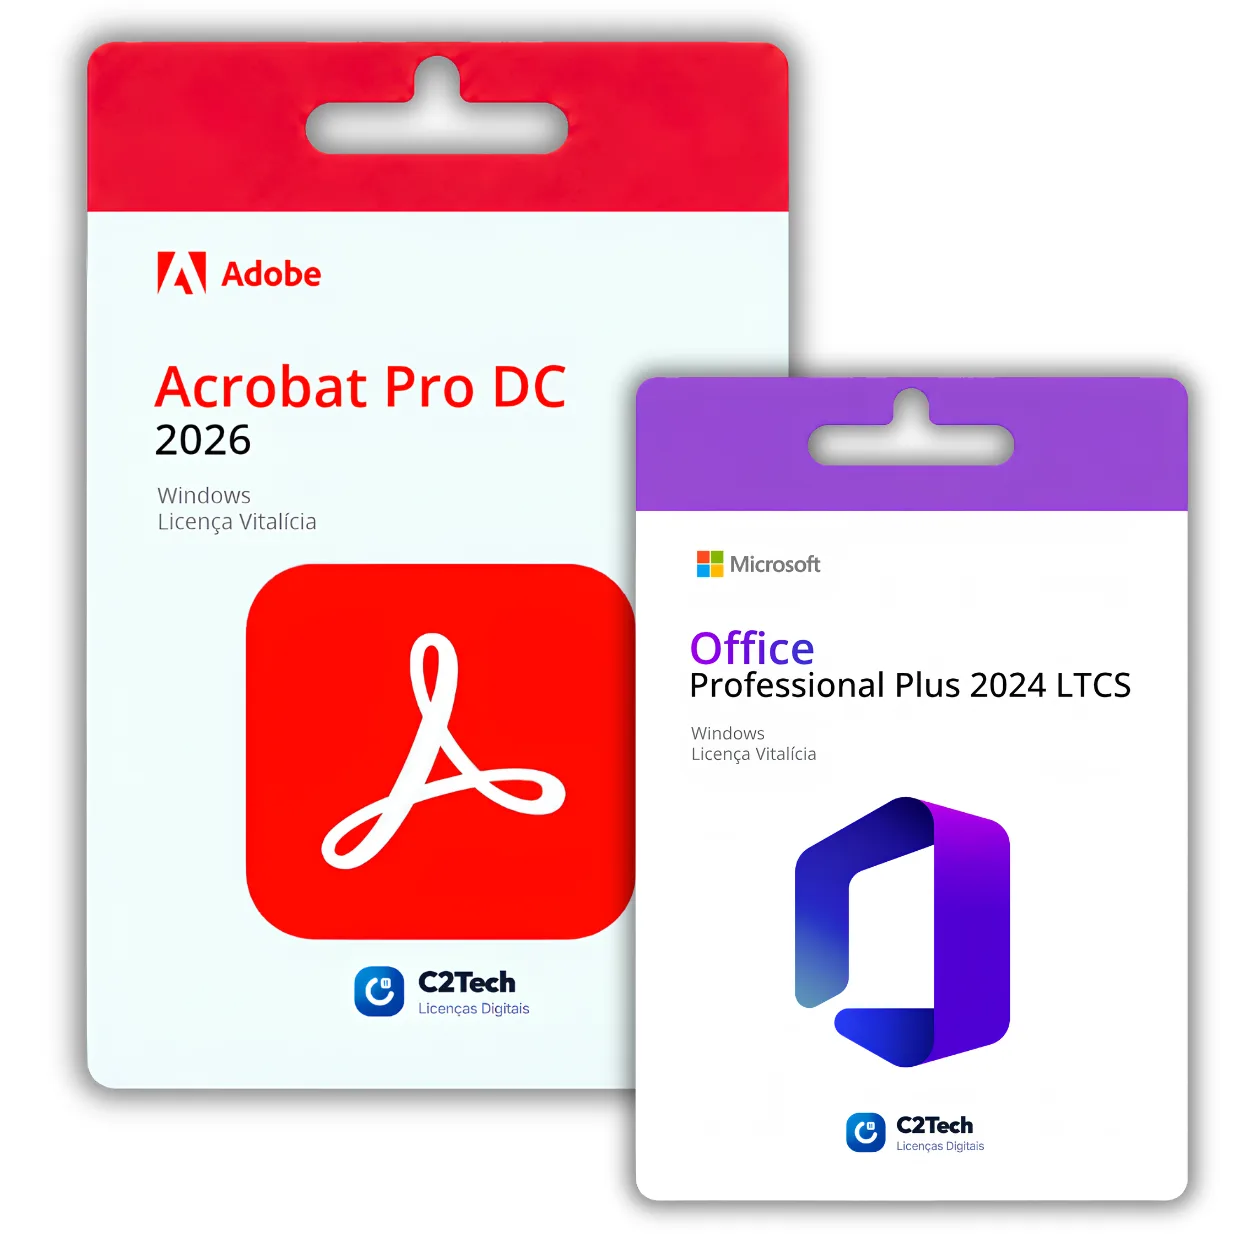 Adobe
Acrobat Pro DC
2026
Windows
Licença Vitalícia
C2Tech
Licenças Digitais
Microsoft
Office
Professional Plus 2024 LTCS
Windows
Licença Vitalícia
C2Tech
Licenças Digitais